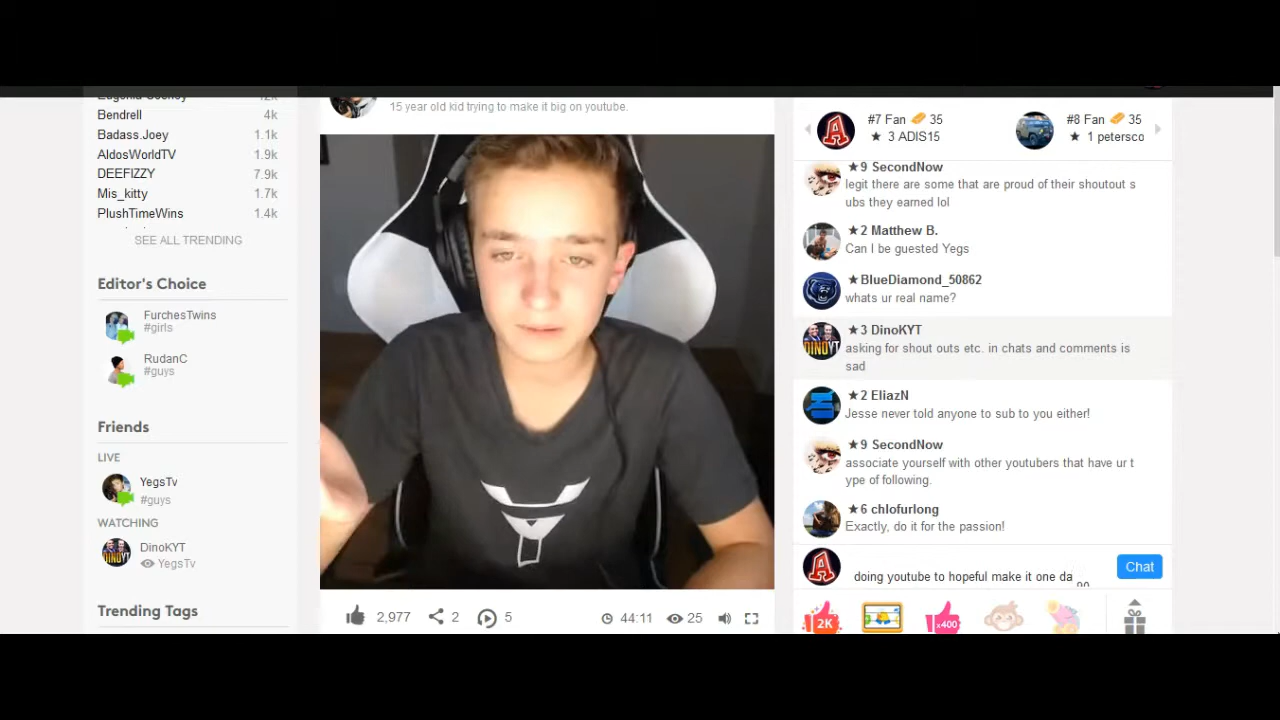 Bendrell 4k
Badass.Joey 1.1k
AldosWorldTV 1.9k
DEEFIZZY 7.9k
Mis_kitty 1.7k
PlushTimeWins 1.4k
SEE ALL TRENDING
Editor's Choice
FurchesTwins
#girls
RudanC
#guys
Friends
LIVE
YegsTv
#guys
WATCHING
DinoKYT
YegsTv
Trending Tags
15 year old kid trying to make it big on youtube.
2,977 2 5 44:11 25
#7 Fan 35
★ 3 ADIS15
#8 Fan 35
★ 1 petersco
★9 SecondNow
legit there are some that are proud of their shoutout s
ubs they earned lol
★2 Matthew B.
Can I be guested Yegs
★BlueDiamond_50862
whats ur real name?
★3 DinoKYT
asking for shout outs etc. in chats and comments is
sad
★2 EliazN
Jesse never told anyone to sub to you either!
★9 SecondNow
associate yourself with other youtubers that have ur t
ype of following.
★6 chlofurlong
Exactly, do it for the passion!
doing youtube to hopeful make it one da
90
Chat
2K
x400
DINOYT